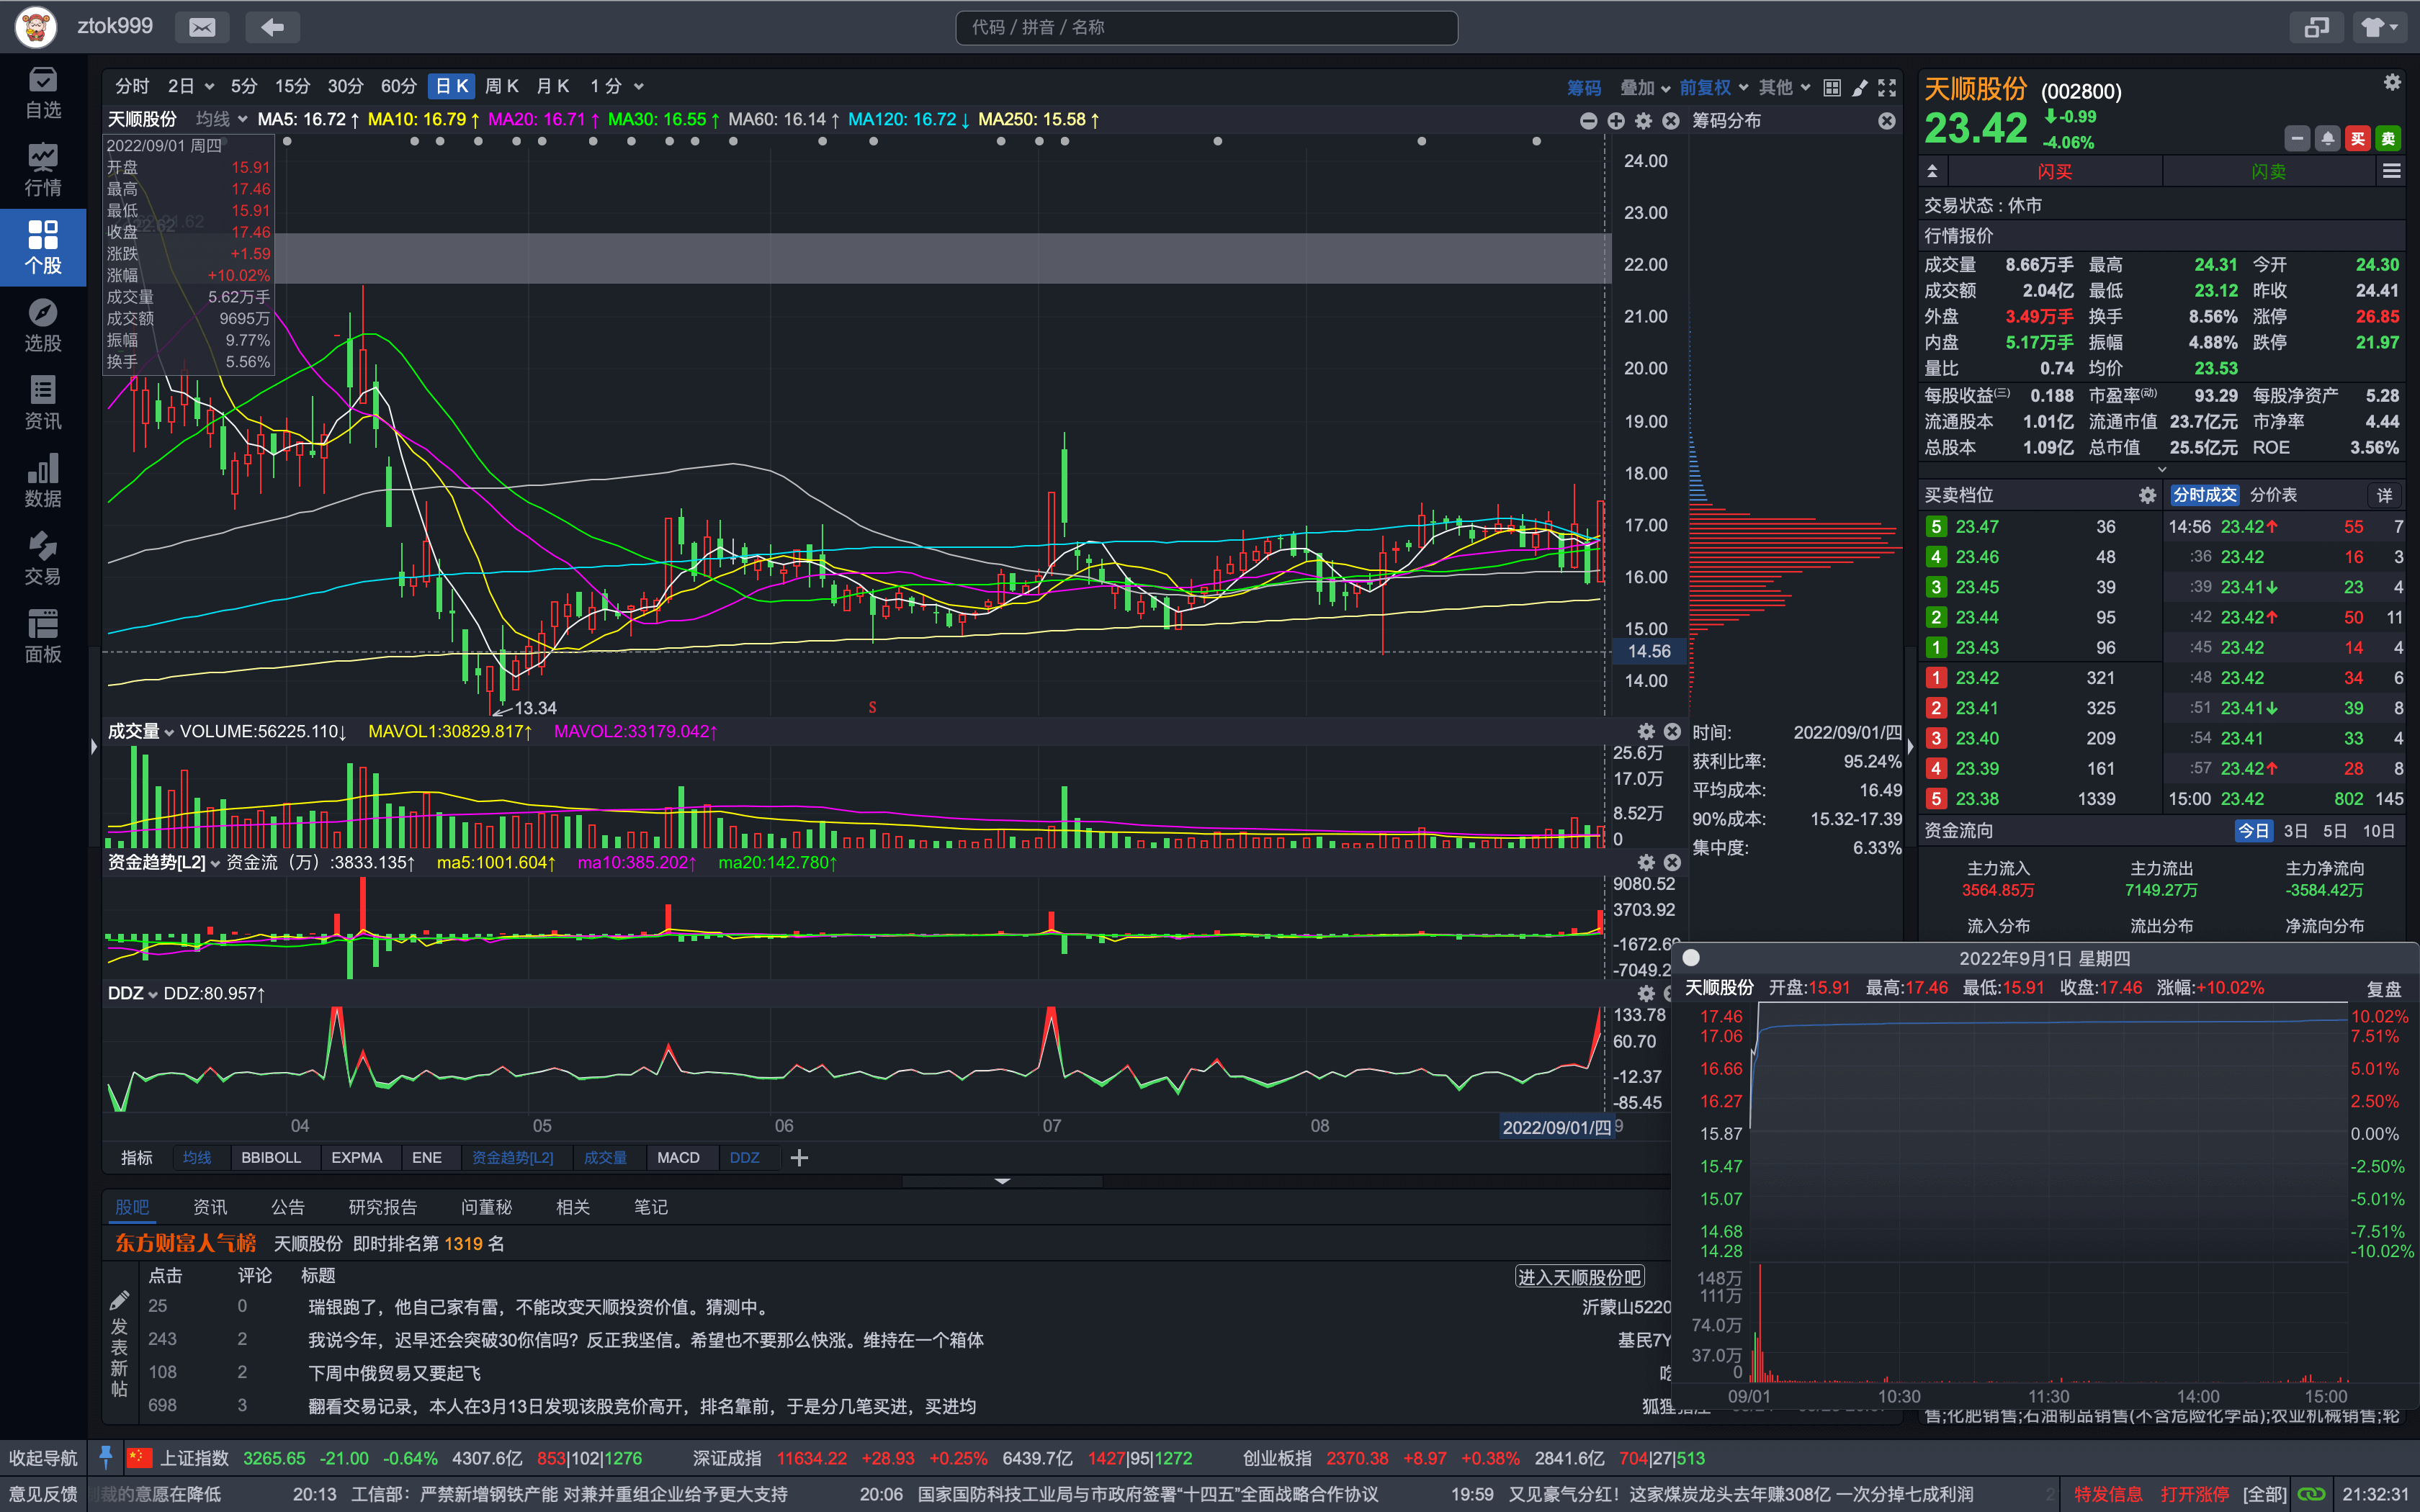 ztok999
代码 / 拼音 / 名称
自选
行情
个股
选股
资讯
数据
交易
面板
分时 2日 5分 15分 30分 60分 日K 周K 月K 1分 筹码 叠加 前复权 其他
天顺股份 均线 MA5: 16.72↑ MA10: 16.79↑ MA20: 16.71↑ MA30: 16.55↑ MA60: 16.14↑ MA120: 16.72↓ MA250: 15.58↑
筹码分布
2022/09/01 周四
开盘 15.91
最高 17.46
最低 15.91
收盘 17.46
涨跌 +1.59
涨幅 +10.02%
成交量 5.62万手
成交额 9695万
振幅 9.77%
换手 5.56%
24.00
23.00
22.00
21.00
20.00
19.00
18.00
17.00
16.00
15.00
14.56
14.00
13.34
S
成交量 VOLUME:56225.110↓ MAVOL1:30829.817↑ MAVOL2:33179.042↑
25.6万
17.0万
8.52万
0
资金趋势[L2] 资金流（万）:3833.135↑ ma5:1001.604↑ ma10:385.202↑ ma20:142.780↑
9080.52
3703.92
-1672.69
-7049.2
DDZ DDZ:80.957↑
133.78
60.70
-12.37
-85.45
04 05 06 07 08 2022/09/01/四 9
指标 均线 BBIBOLL EXPMA ENE 资金趋势[L2] 成交量 MACD DDZ
时间: 2022/09/01/四
获利比率: 95.24%
平均成本: 16.49
90%成本: 15.32-17.39
集中度: 6.33%
股吧 资讯 公告 研究报告 问董秘 相关 笔记
东方财富人气榜 天顺股份 即时排名第 1319 名
点击 评论 标题 进入天顺股份吧
发表新帖
25 0 瑞银跑了，他自己家有雷，不能改变天顺投资价值。猜测中。 沂蒙山5220
243 2 我说今年，迟早还会突破30你信吗？反正我坚信。希望也不要那么快涨。维持在一个箱体 基民7Y
108 2 下周中俄贸易又要起飞
698 3 翻看交易记录，本人在3月13日发现该股竞价高开，排名靠前，于是分几笔买进，买进均 狐狸
天顺股份 (002800)
23.42 -0.99
-4.06%
买 卖
闪买 闪卖
交易状态 : 休市
行情报价
成交量 8.66万手 最高 24.31 今开 24.30
成交额 2.04亿 最低 23.12 昨收 24.41
外盘 3.49万手 换手 8.56% 涨停 26.85
内盘 5.17万手 振幅 4.88% 跌停 21.97
量比 0.74 均价 23.53
每股收益(三) 0.188 市盈率(动) 93.29 每股净资产 5.28
流通股本 1.01亿 流通市值 23.7亿元 市净率 4.44
总股本 1.09亿 总市值 25.5亿元 ROE 3.56%
买卖档位 分时成交 分价表 详
5 23.47 36 14:56 23.42↑ 55 7
4 23.46 48 :36 23.42 16 3
3 23.45 39 :39 23.41↓ 23 4
2 23.44 95 :42 23.42↑ 50 11
1 23.43 96 :45 23.42 14 4
1 23.42 321 :48 23.42 34 6
2 23.41 325 :51 23.41↓ 39 8
3 23.40 209 :54 23.41 33 4
4 23.39 161 :57 23.42↑ 28 8
5 23.38 1339 15:00 23.42 802 145
资金流向 今日 3日 5日 10日
主力流入 主力流出 主力净流向
3564.85万 7149.27万 -3584.42万
流入分布 流出分布 净流向分布
2022年9月1日 星期四
天顺股份 开盘:15.91 最高:17.46 最低:15.91 收盘:17.46 涨幅:+10.02% 复盘
17.46 10.02%
17.06 7.51%
16.66 5.01%
16.27 2.50%
15.87 0.00%
15.47 -2.50%
15.07 -5.01%
14.68 -7.51%
14.28 -10.02%
148万
111万
74.0万
37.0万
0
09/01 10:30 11:30 14:00 15:00
售;化肥销售;石油制品销售(不含危险化学品);农业机械销售;轮
收起导航 上证指数 3265.65 -21.00 -0.64% 4307.6亿 853|102|1276 深证成指 11634.22 +28.93 +0.25% 6439.7亿 1427|95|1272 创业板指 2370.38 +8.97 +0.38% 2841.6亿 704|27|513
意见反馈 裁的意愿在降低 20:13 工信部：严禁新增钢铁产能 对兼并重组企业给予更大支持 20:06 国家国防科技工业局与市政府签署“十四五”全面战略合作协议 19:59 又见豪气分红！这家煤炭龙头去年赚308亿 一次分掉七成利润 特发信息 打开涨停 [全部] 21:32:31